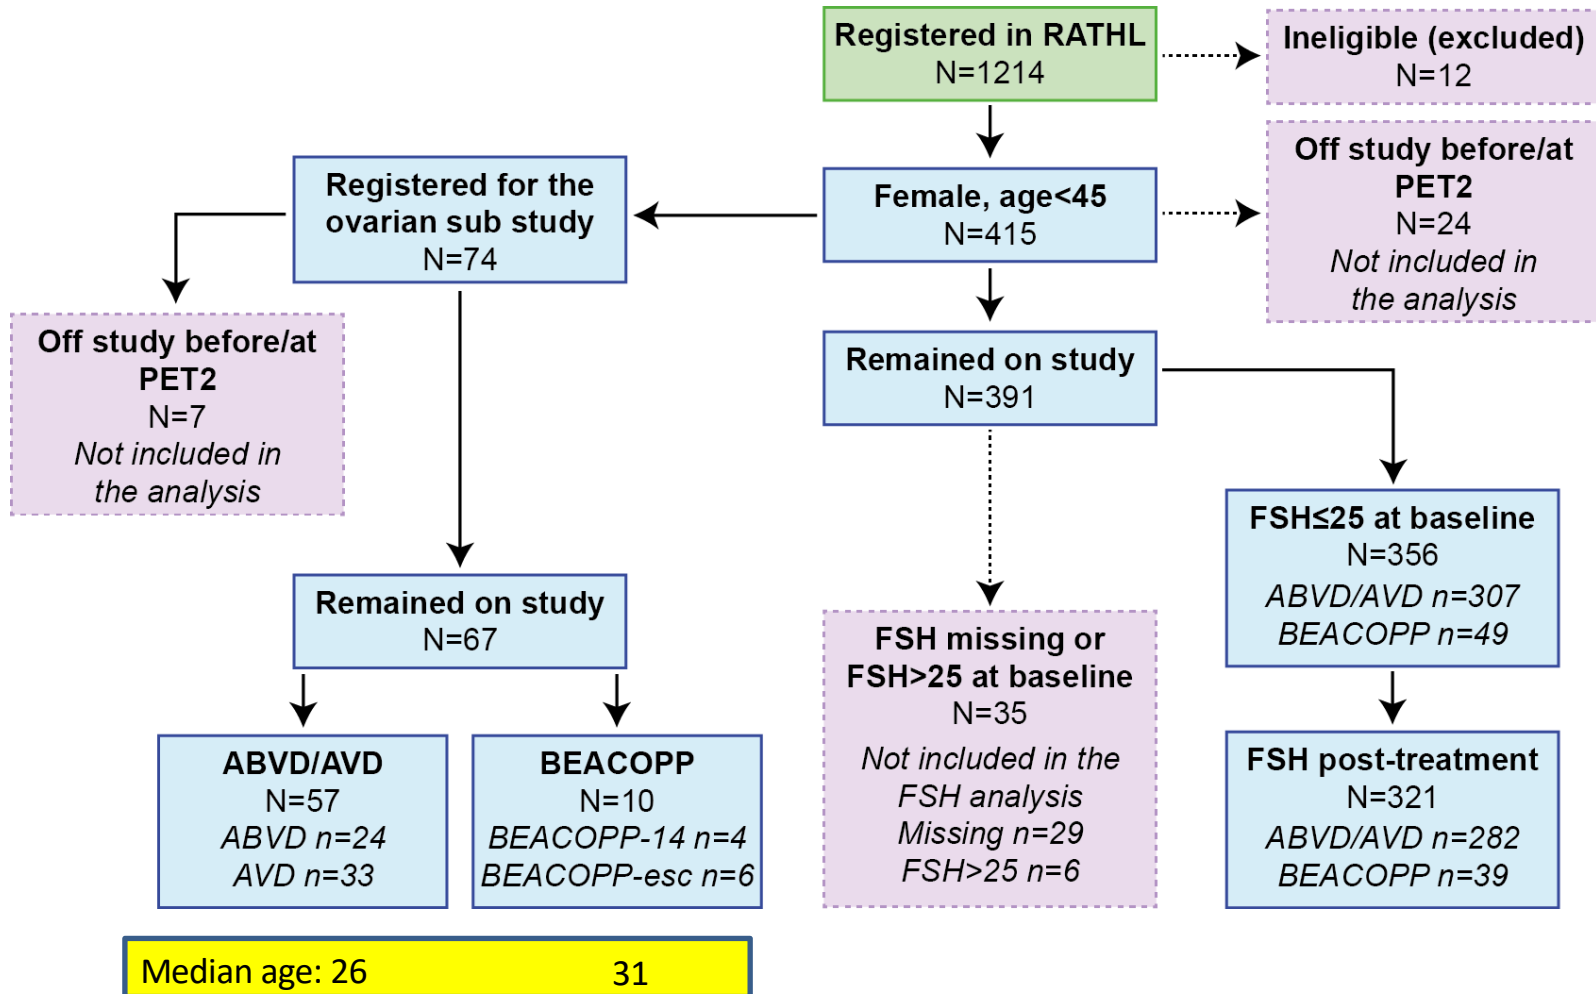 Registered in RATHL
N=1214
Ineligible (excluded)
N=12
Female, age<45
N=415
Off study before/at
PET2
N=24
Not included in
the analysis
Registered for the
ovarian sub study
N=74
Off study before/at
PET2
N=7
Not included in
the analysis
Remained on study
N=391
Remained on study
N=67
FSH missing or
FSH>25 at baseline
N=35
Not included in the
FSH analysis
Missing n=29
FSH>25 n=6
FSH≤25 at baseline
N=356
ABVD/AVD n=307
BEACOPP n=49
ABVD/AVD
N=57
ABVD n=24
AVD n=33
BEACOPP
N=10
BEACOPP-14 n=4
BEACOPP-esc n=6
FSH post-treatment
N=321
ABVD/AVD n=282
BEACOPP n=39
Median age: 26 31